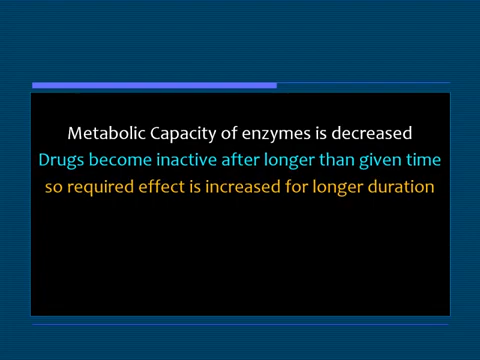 Metabolic Capacity of enzymes is decreased
Drugs become inactive after longer than given time
so required effect is increased for longer duration